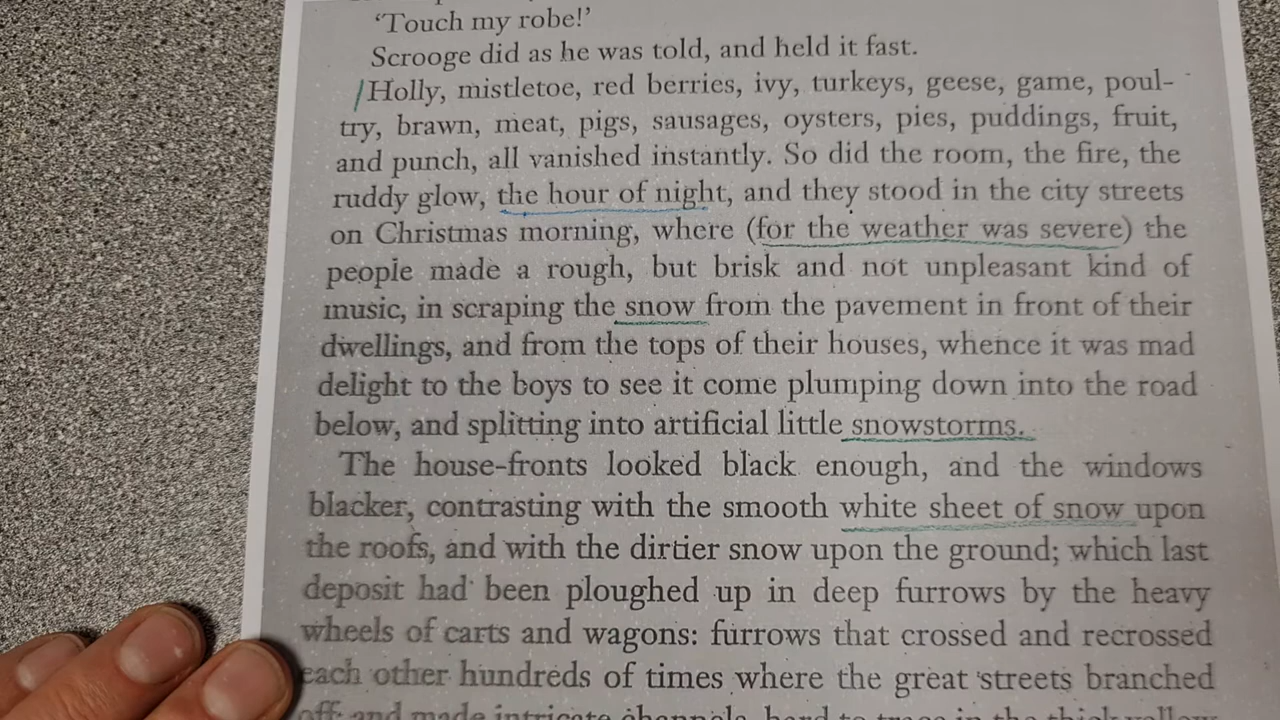 ‘Touch my robe!’
Scrooge did as he was told, and held it fast.
Holly, mistletoe, red berries, ivy, turkeys, geese, game, poul-
try, brawn, meat, pigs, sausages, oysters, pies, puddings, fruit,
and punch, all vanished instantly. So did the room, the fire, the
ruddy glow, the hour of night, and they stood in the city streets
on Christmas morning, where (for the weather was severe) the
people made a rough, but brisk and not unpleasant kind of
music, in scraping the snow from the pavement in front of their
dwellings, and from the tops of their houses, whence it was mad
delight to the boys to see it come plumping down into the road
below, and splitting into artificial little snowstorms.
The house-fronts looked black enough, and the windows
blacker, contrasting with the smooth white sheet of snow upon
the roofs, and with the dirtier snow upon the ground; which last
deposit had been ploughed up in deep furrows by the heavy
wheels of carts and wagons: furrows that crossed and recrossed
each other hundreds of times where the great streets branched
off; and made intricate channels, hard to trace in the thick yellow